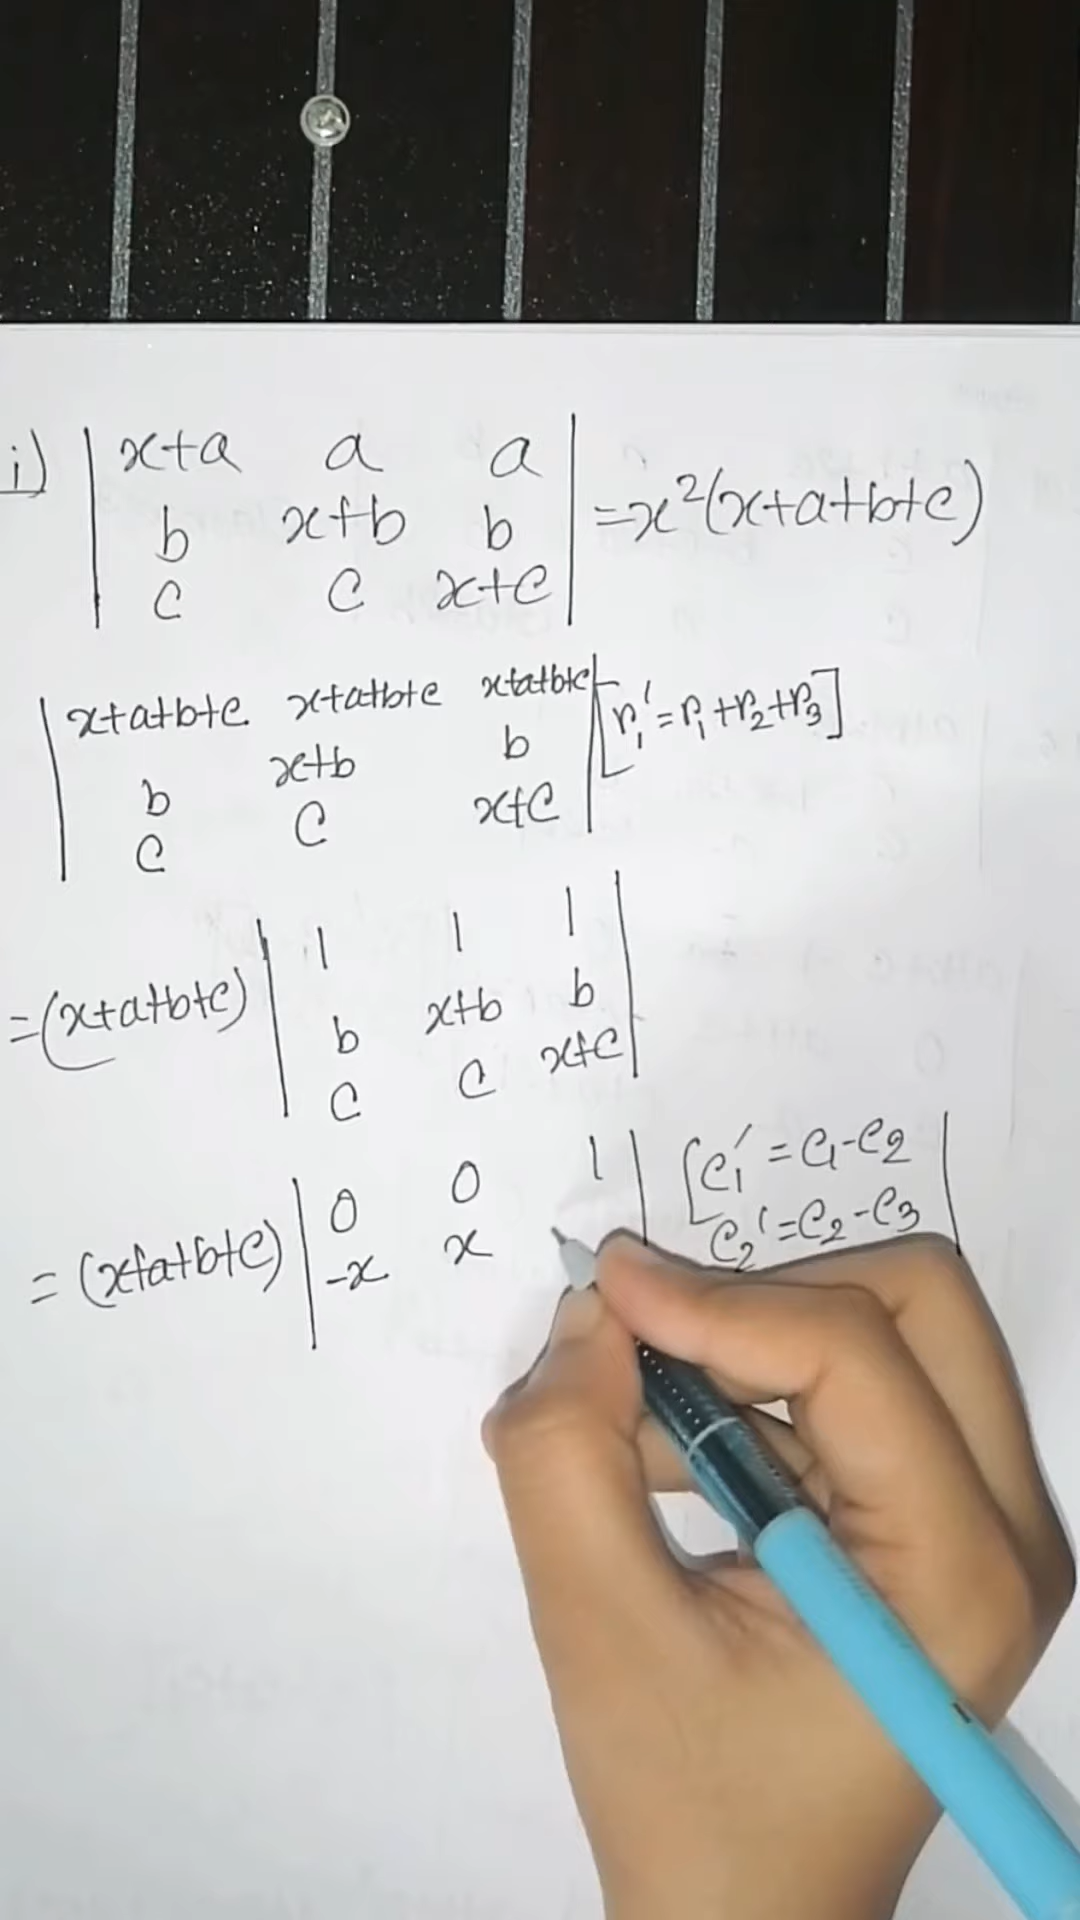 i) | x+a a a | = x²(x+a+b+c)
| b x+b b |
| c c x+c |
| x+a+b+c x+a+b+c x+a+b+c | [r₁′=r₁+r₂+r₃]
| b x+b b |
| c c x+c |
=(x+a+b+c) | 1 1 1 |
| b x+b b |
| c c x+c |
=(x+a+b+c) | 0 0 1 | [c₁′=c₁-c₂
| -x x c₂′=c₂-c₃ |